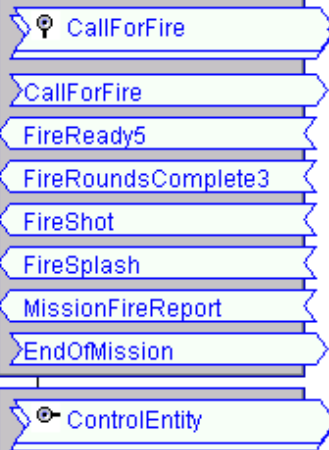 CallForFire
CallForFire
FireReady5
FireRoundsComplete3
FireShot
FireSplash
MissionFireReport
EndOfMission
ControlEntity